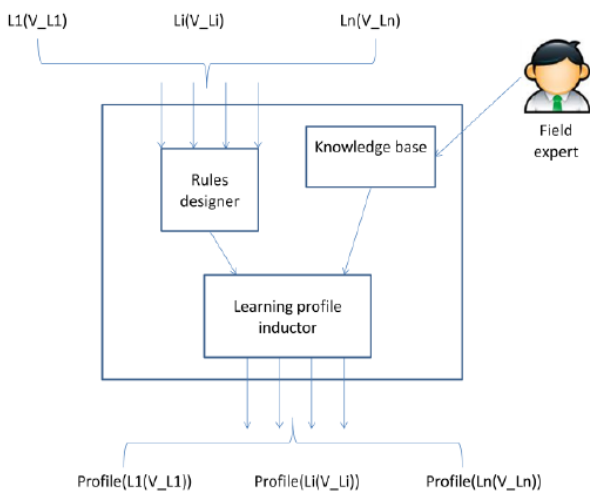 L1(V_L1) Li(V_Li) Ln(V_Ln)
Field
expert
Knowledge base
Rules
designer
Learning profile
inductor
Profile(L1(V_L1)) Profile(Li(V_Li)) Profile(Ln(V_Ln))